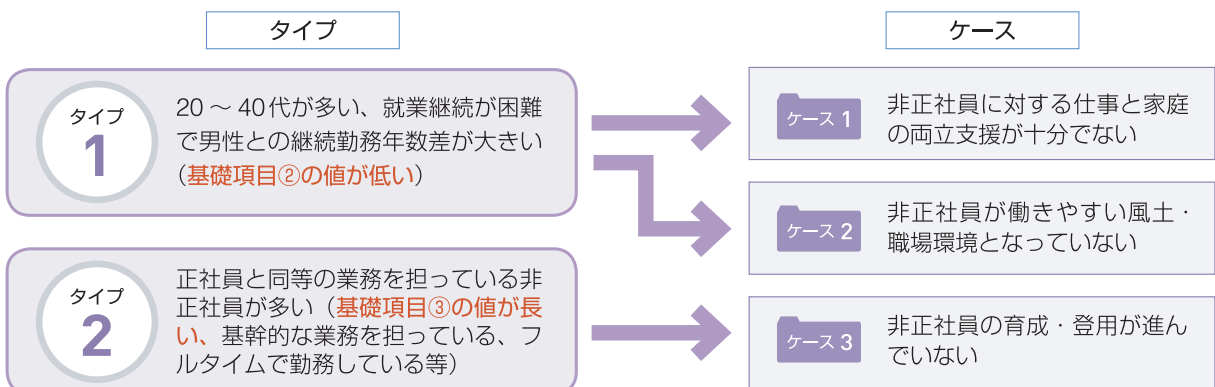 タイプ
ケース
タイプ
1
20 〜 40代が多い、就業継続が困難
で男性との継続勤務年数差が大きい
（基礎項目②の値が低い）
ケース 1
非正社員に対する仕事と家庭
の両立支援が十分でない
ケース 2
非正社員が働きやすい風土・
職場環境となっていない
タイプ
2
正社員と同等の業務を担っている非
正社員が多い（基礎項目③の値が長
い、基幹的な業務を担っている、フ
ルタイムで勤務している等）
ケース 3
非正社員の育成・登用が進ん
でいない